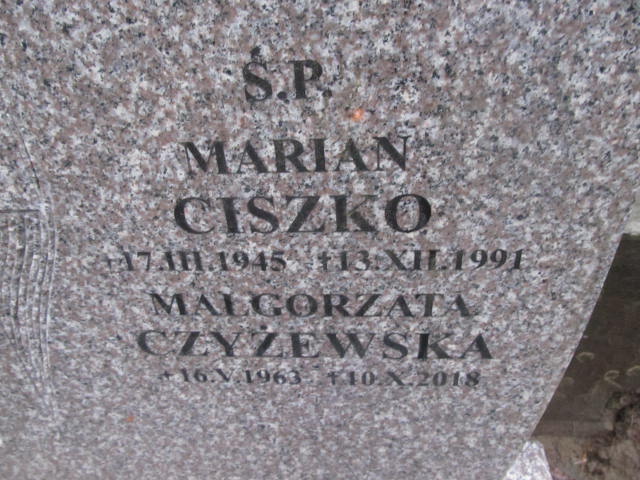 Ś.P.
MARIAN
CISZKO
*17.III.1945 †13.XII.1991
MAŁGORZATA
CZYŻEWSKA
*16.V.1963 †10.X.2018